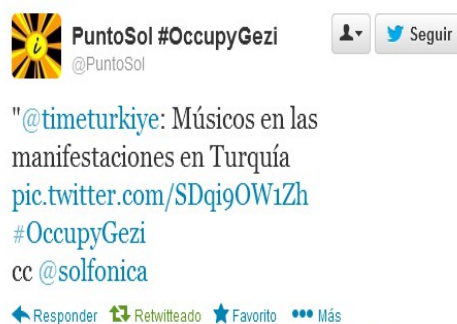 i
PuntoSol #OccupyGezi
@PuntoSol
Seguir
"@timeturkiye: Músicos en las
manifestaciones en Turquía
pic.twitter.com/SDqi9OW1Zh
#OccupyGezi
cc @solfonica
Responder Retwitteado Favorito Más